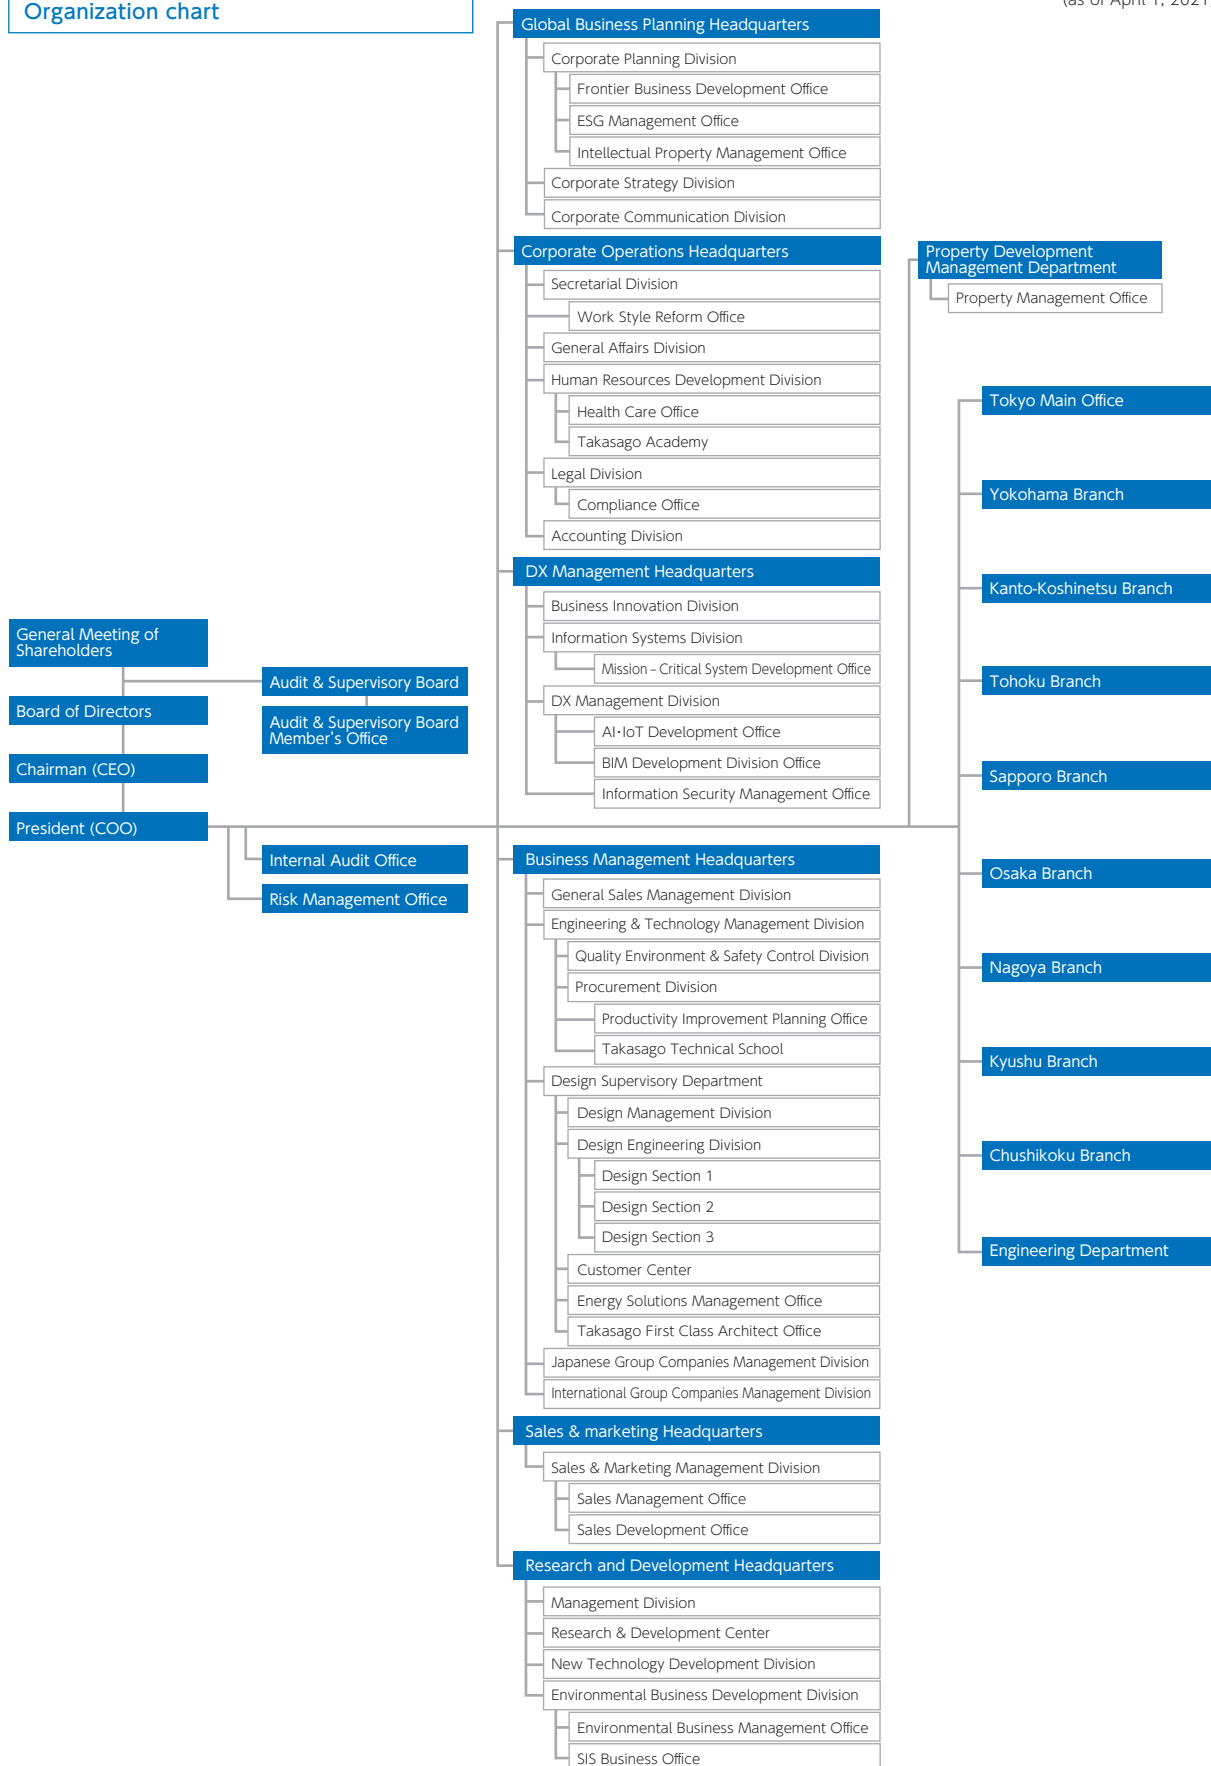 Organization chart
(as of April 1, 2021)
Global Business Planning Headquarters
Corporate Planning Division
Frontier Business Development Office
ESG Management Office
Intellectual Property Management Office
Corporate Strategy Division
Corporate Communication Division
Corporate Operations Headquarters
Secretarial Division
Work Style Reform Office
General Affairs Division
Human Resources Development Division
Health Care Office
Takasago Academy
Legal Division
Compliance Office
Accounting Division
DX Management Headquarters
Business Innovation Division
Information Systems Division
Mission – Critical System Development Office
DX Management Division
AI・IoT Development Office
BIM Development Division Office
Information Security Management Office
General Meeting of
Shareholders
Audit & Supervisory Board
Board of Directors
Audit & Supervisory Board
Member's Office
Chairman (CEO)
President (COO)
Internal Audit Office
Risk Management Office
Business Management Headquarters
General Sales Management Division
Engineering & Technology Management Division
Quality Environment & Safety Control Division
Procurement Division
Productivity Improvement Planning Office
Takasago Technical School
Design Supervisory Department
Design Management Division
Design Engineering Division
Design Section 1
Design Section 2
Design Section 3
Customer Center
Energy Solutions Management Office
Takasago First Class Architect Office
Japanese Group Companies Management Division
International Group Companies Management Division
Sales & marketing Headquarters
Sales & Marketing Management Division
Sales Management Office
Sales Development Office
Research and Development Headquarters
Management Division
Research & Development Center
New Technology Development Division
Environmental Business Development Division
Environmental Business Management Office
SIS Business Office
Property Development
Management Department
Property Management Office
Tokyo Main Office
Yokohama Branch
Kanto-Koshinetsu Branch
Tohoku Branch
Sapporo Branch
Osaka Branch
Nagoya Branch
Kyushu Branch
Chushikoku Branch
Engineering Department